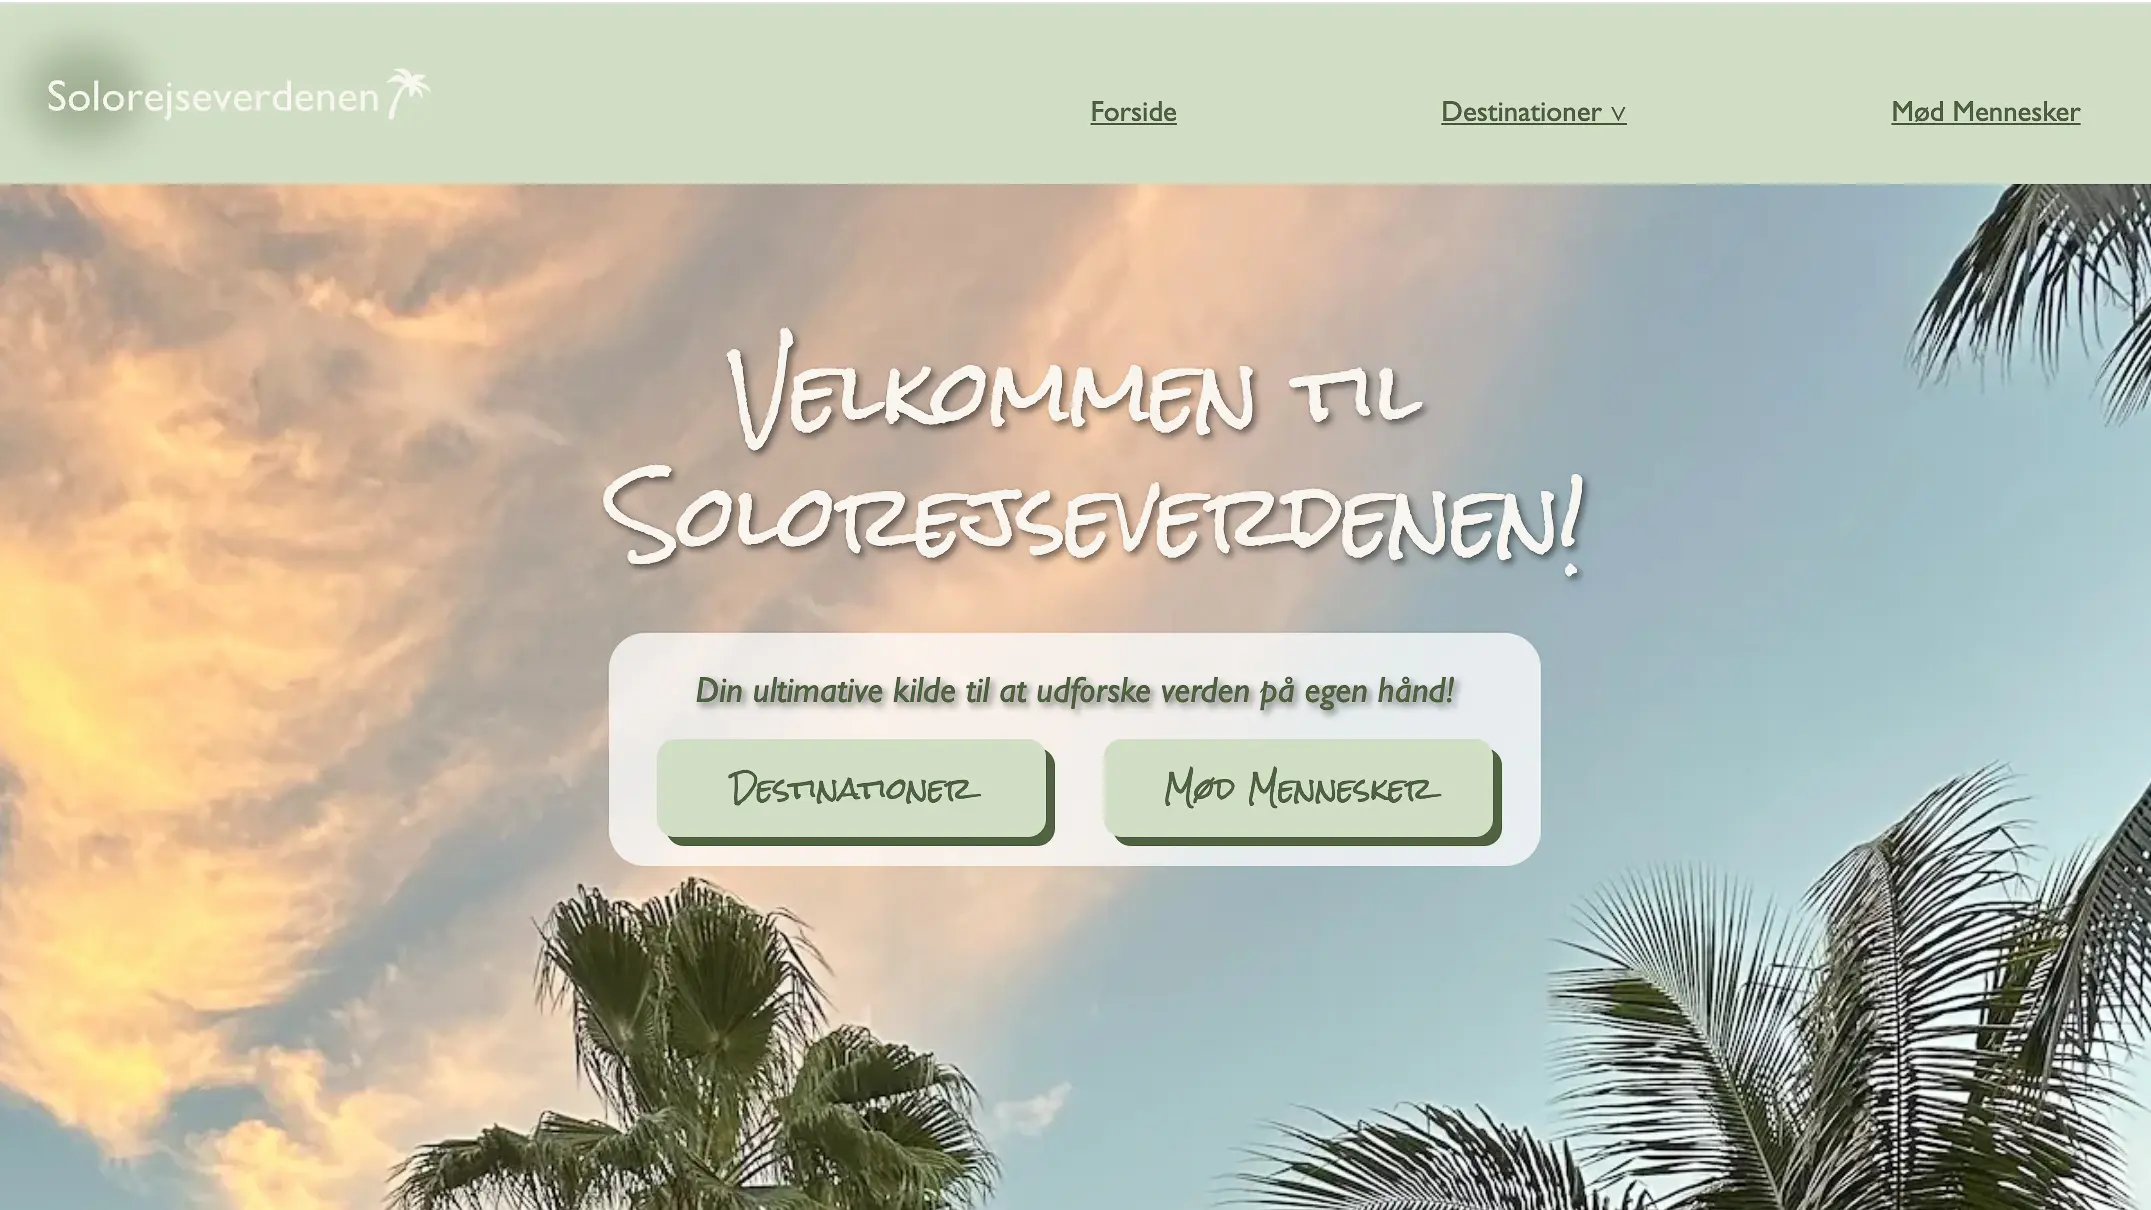 Solorejseverdenen
Forside
Destinationer v
Mød Mennesker
Velkommen til
Solorejseverdenen!
Din ultimative kilde til at udforske verden på egen hånd!
Destinationer
Mød Mennesker